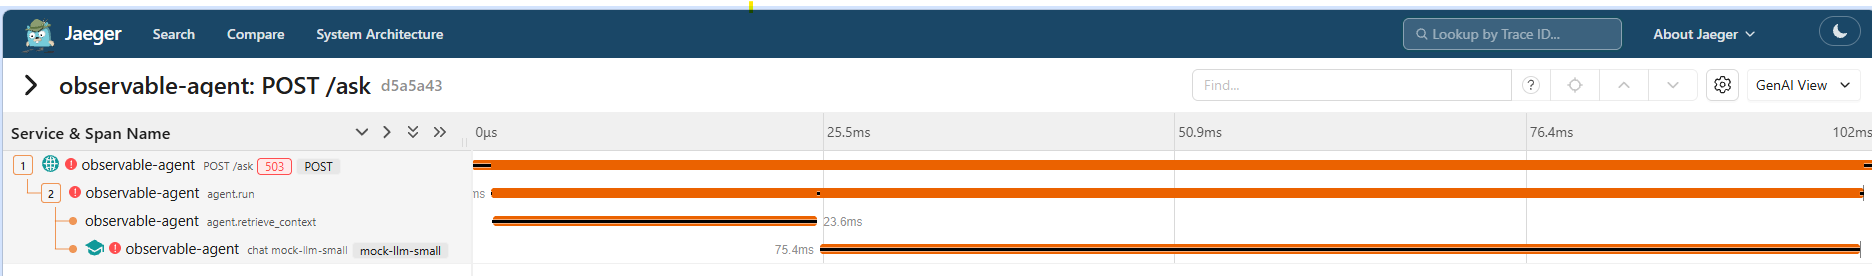 Jaeger Search Compare System Architecture Lookup by Trace ID... About Jaeger
observable-agent: POST /ask d5a5a43 Find... ? GenAI View
Service & Span Name 0µs 25.5ms 50.9ms 76.4ms 102ms
1 observable-agent POST /ask 503 POST
2 observable-agent agent.run ms
observable-agent agent.retrieve_context 23.6ms
observable-agent chat mock-llm-small mock-llm-small 75.4ms